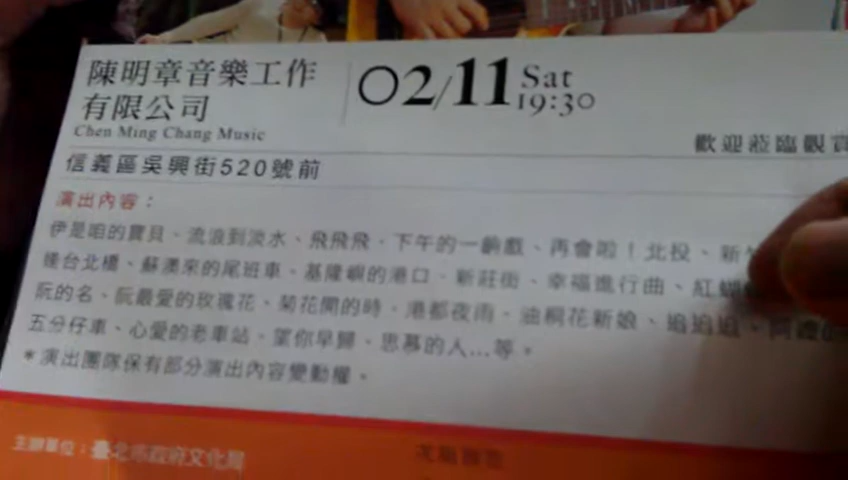 陳明章音樂工作
有限公司
Chen Ming Chang Music
02/11 Sat
19:30
歡迎蒞臨觀賞
信義區吳興街520號前
演出內容：
伊是咱的寶貝、流浪到淡水、飛飛飛、下午的一齣戲、再會啦！北投、新
台北橋、蘇澳來的尾班車、基隆嶼的港口、新莊街、幸福進行曲、紅
阮的名、阮最愛的玫瑰花、菊花開的時、港都夜雨、油桐花新娘、追追追、
五分仔車、心愛的老車站、望你早歸、思慕的人...等。
*演出團隊保有部分演出內容變動權。
主辦單位：臺北市政府文化局